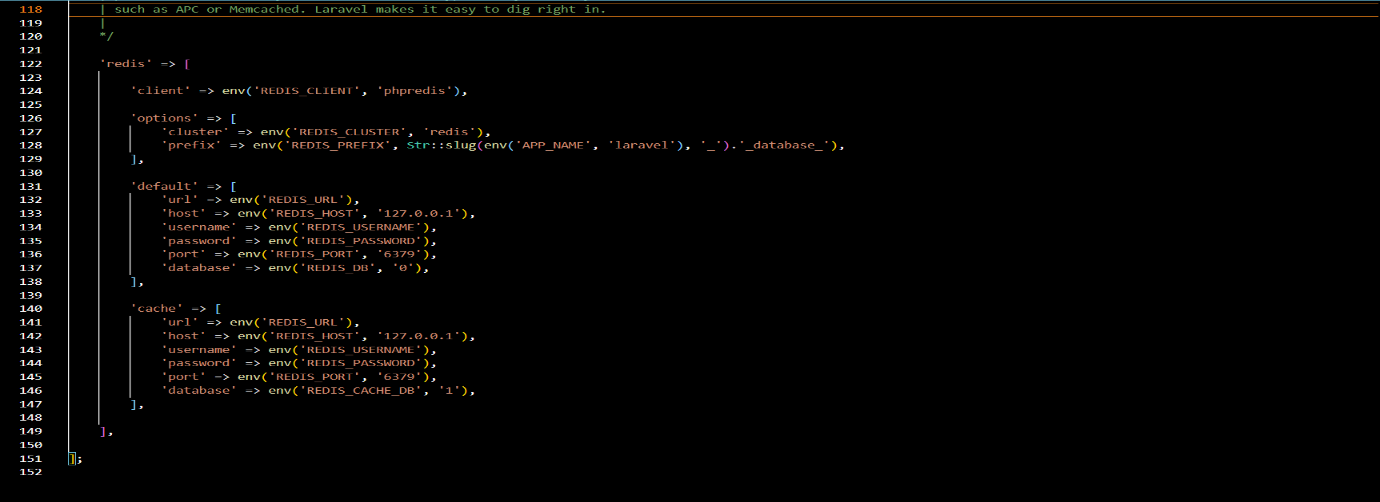 118 | such as APC or Memcached. Laravel makes it easy to dig right in.
119 |
120 */
121
122 'redis' => [
123
124 'client' => env('REDIS_CLIENT', 'phpredis'),
125
126 'options' => [
127 'cluster' => env('REDIS_CLUSTER', 'redis'),
128 'prefix' => env('REDIS_PREFIX', Str::slug(env('APP_NAME', 'laravel'), '_').'_database_'),
129 ],
130
131 'default' => [
132 'url' => env('REDIS_URL'),
133 'host' => env('REDIS_HOST', '127.0.0.1'),
134 'username' => env('REDIS_USERNAME'),
135 'password' => env('REDIS_PASSWORD'),
136 'port' => env('REDIS_PORT', '6379'),
137 'database' => env('REDIS_DB', '0'),
138 ],
139
140 'cache' => [
141 'url' => env('REDIS_URL'),
142 'host' => env('REDIS_HOST', '127.0.0.1'),
143 'username' => env('REDIS_USERNAME'),
144 'password' => env('REDIS_PASSWORD'),
145 'port' => env('REDIS_PORT', '6379'),
146 'database' => env('REDIS_CACHE_DB', '1'),
147 ],
148
149 ],
150
151 ];
152